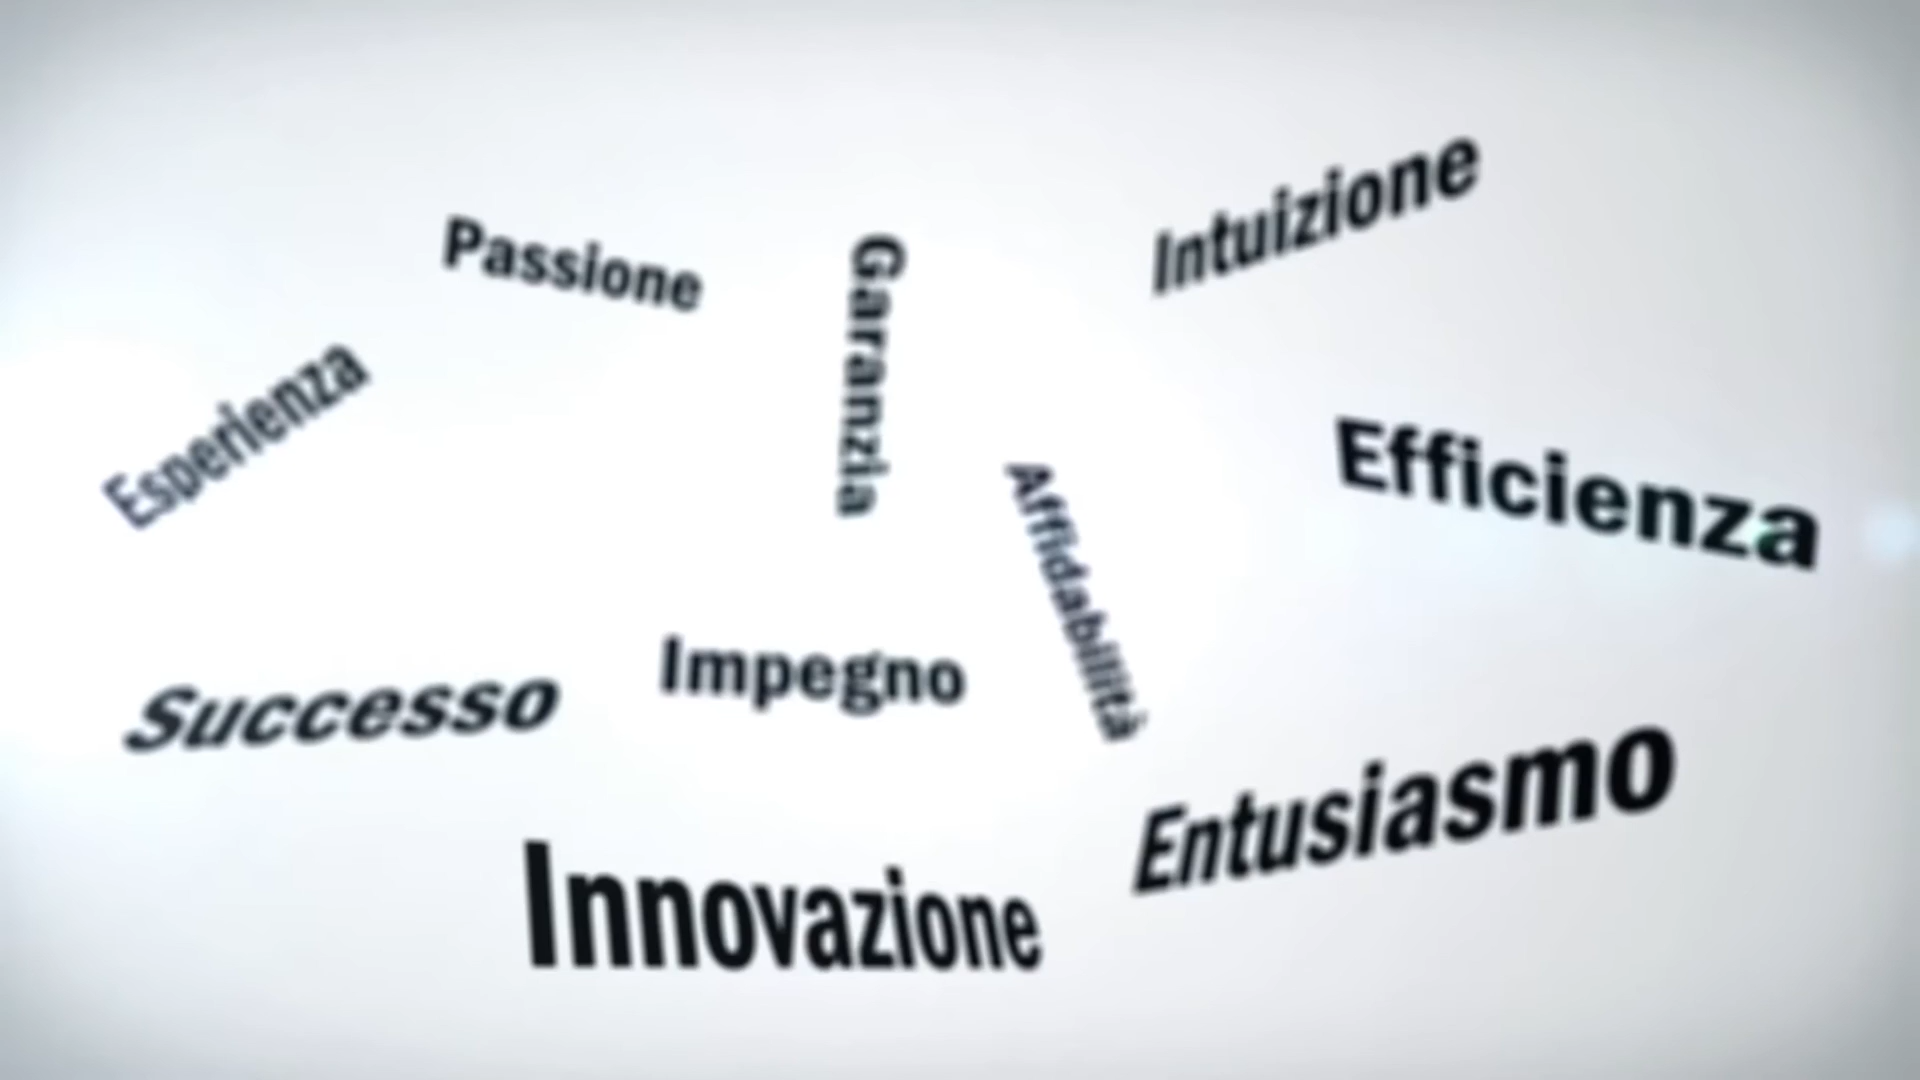 Intuizione
Passione
Garanzia
Esperienza
Efficienza
Affidabilità
Impegno
Successo
Entusiasmo
Innovazione